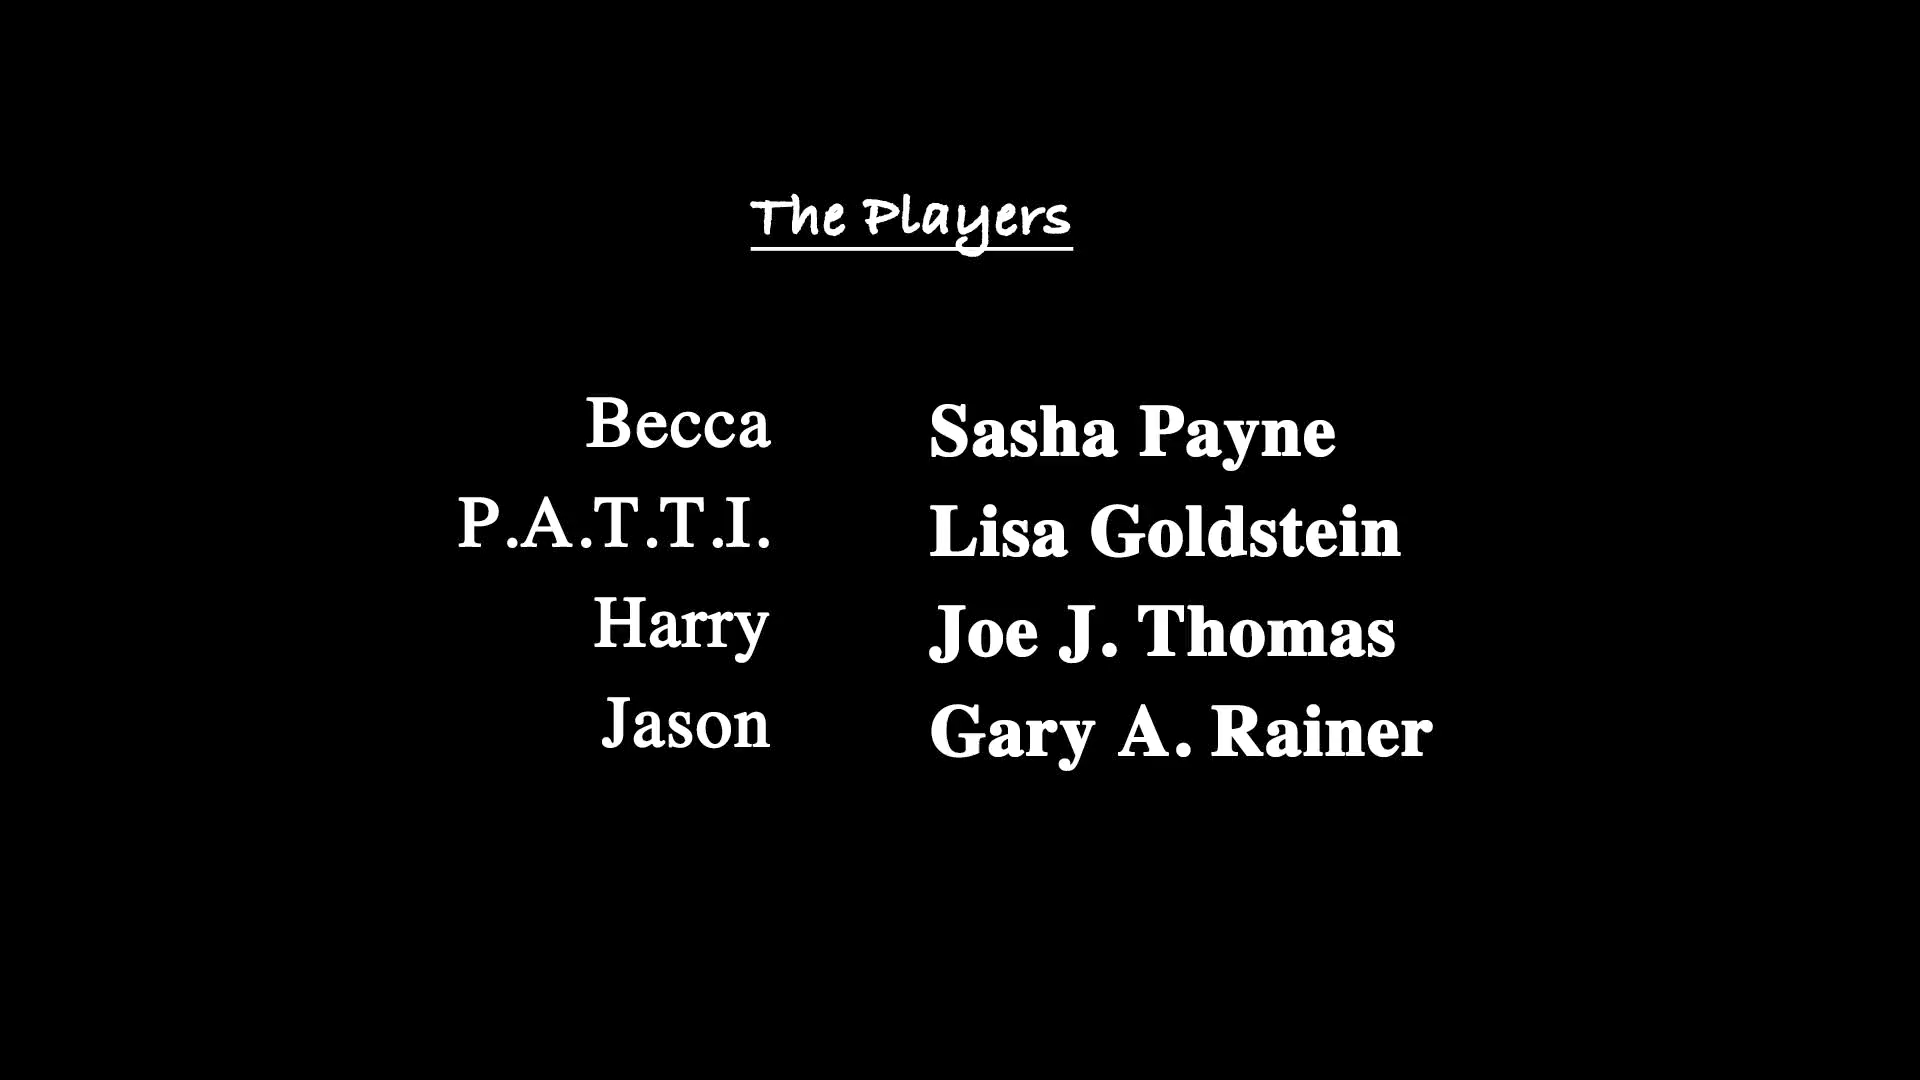 The Players
Becca Sasha Payne
P.A.T.T.I. Lisa Goldstein
Harry Joe J. Thomas
Jason Gary A. Rainer